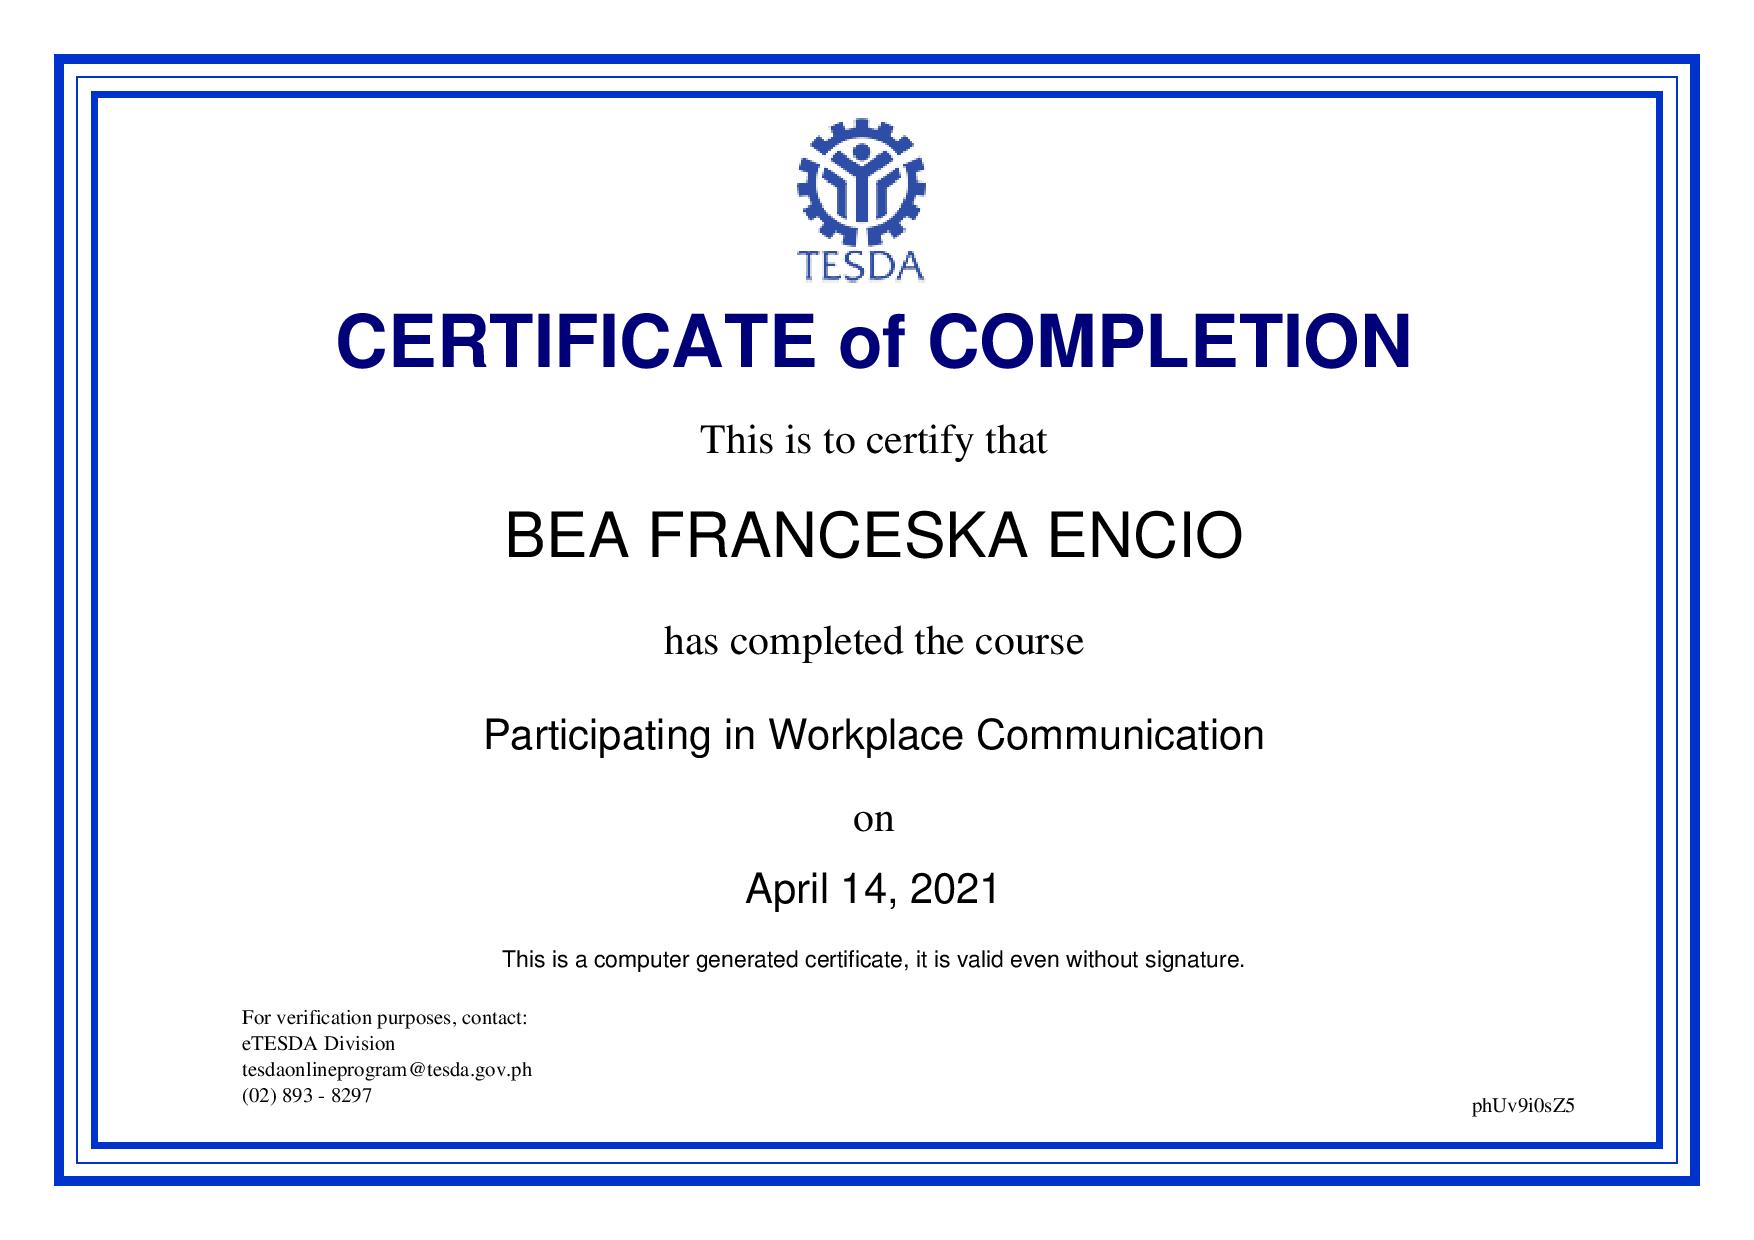 TESDA
CERTIFICATE of COMPLETION
This is to certify that
BEA FRANCESKA ENCIO
has completed the course
Participating in Workplace Communication
on
April 14, 2021
This is a computer generated certificate, it is valid even without signature.
For verification purposes, contact:
eTESDA Division
tesdaonlineprogram@tesda.gov.ph
(02) 893 - 8297
phUv9i0sZ5